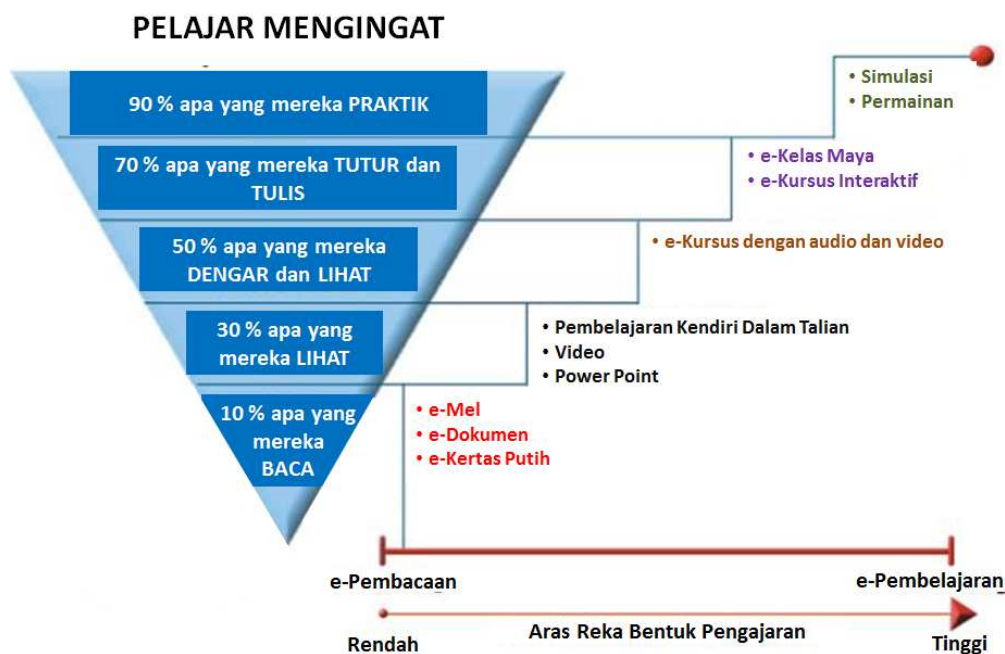 PELAJAR MENGINGAT
90 % apa yang mereka PRAKTIK
70 % apa yang mereka TUTUR dan
TULIS
50 % apa yang mereka
DENGAR dan LIHAT
30 % apa yang
mereka LIHAT
10 % apa yang
mereka
BACA
• Simulasi
• Permainan
• e-Kelas Maya
• e-Kursus Interaktif
• e-Kursus dengan audio dan video
• Pembelajaran Kendiri Dalam Talian
• Video
• Power Point
• e-Mel
• e-Dokumen
• e-Kertas Putih
e-Pembacaan
e-Pembelajaran
Rendah
Aras Reka Bentuk Pengajaran
Tinggi